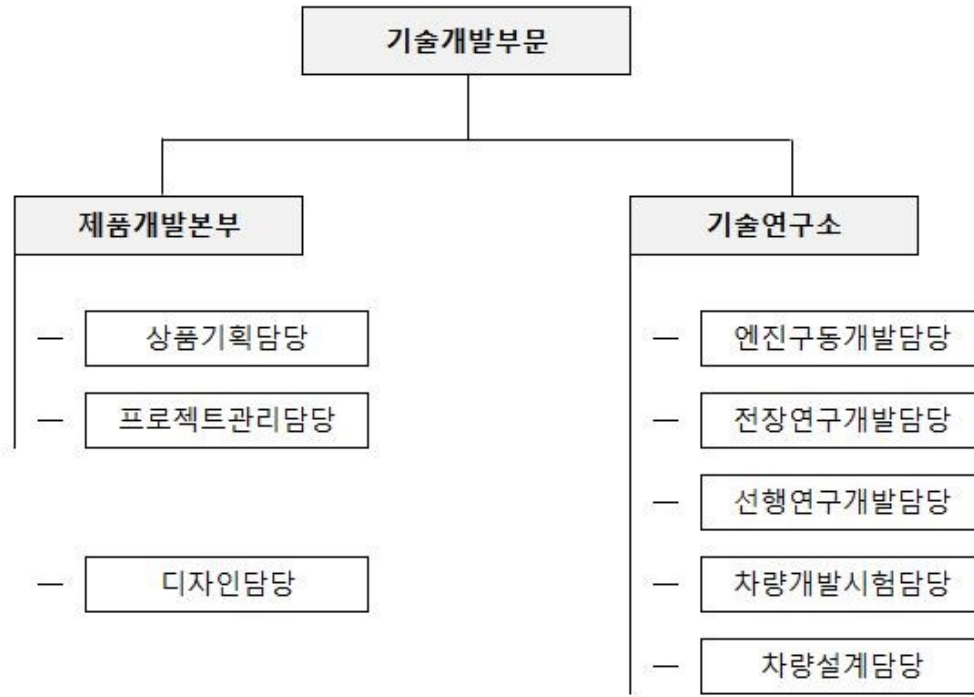 기술개발부문
제품개발본부
기술연구소
상품기획담당
엔진구동개발담당
프로젝트관리담당
전장연구개발담당
선행연구개발담당
디자인담당
차량개발시험담당
차량설계담당